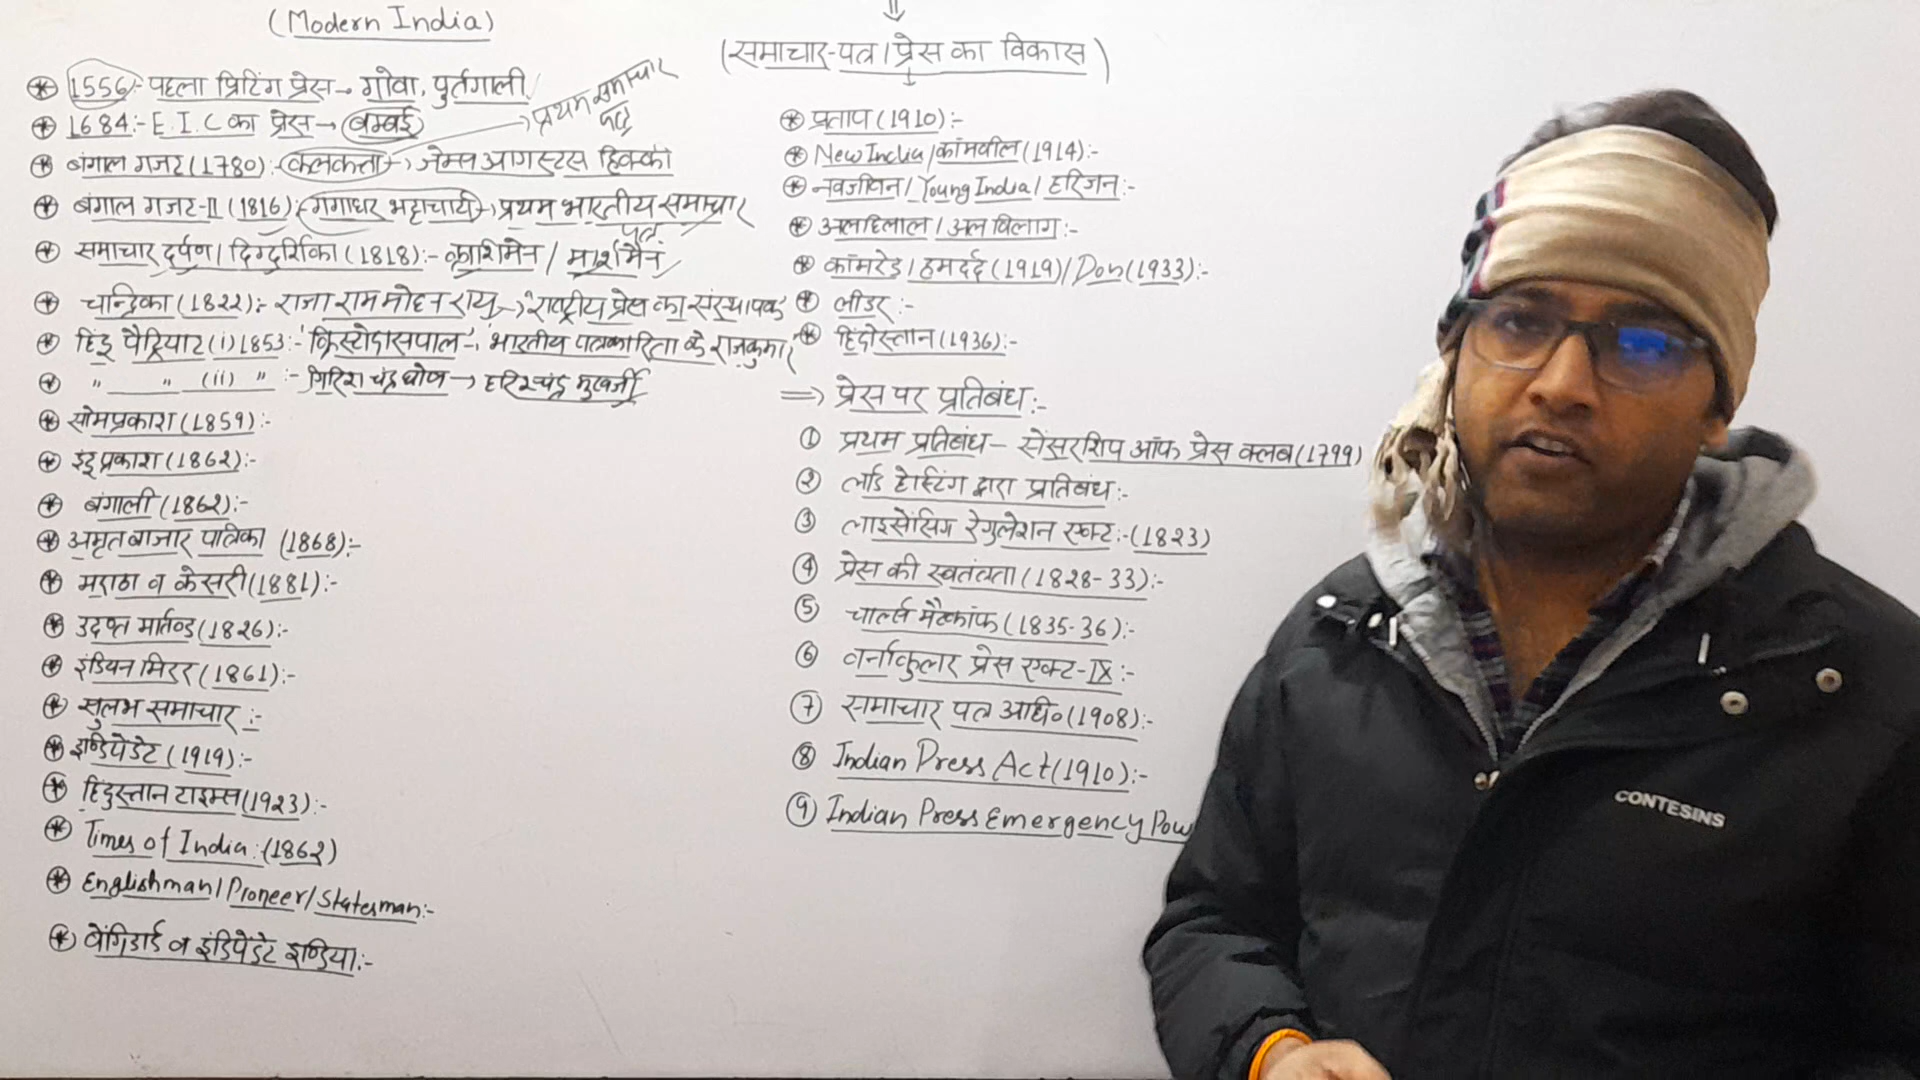 (Modern India)
(समाचार-पत्र/प्रेस का विकास)
1556:- पहला प्रिटिंग प्रेस → गोवा, पुर्तगाली
प्रथम समाचार पत्र
1684:- E.I.C का प्रेस → बम्बई
बंगाल गजट (1780):- कलकत्ता → जेम्स आगस्टस हिक्की
बंगाल गजट-II (1816):- गंगाधर भट्टाचार्य → प्रथम भारतीय समाचार पत्र
समाचार दर्पण/दिग्दर्शिका (1818):- क्राशमेन / मार्शमैन
चन्द्रिका (1822):- राजा राम मोहन राय → राष्ट्रीय प्रेस का संस्थापक
हिंदू पैट्रियाट (i) 1853:- 'क्रिस्टोदासपाल' → भारतीय पत्रकारिता के राजकुमार
" " (ii) " :- गिरिश चंद्र घोष → हरिश्चंद्र मुखर्जी
सोमप्रकाश (1859):-
इंदू प्रकाश (1862):-
बंगाली (1862):-
अमृत बाजार पत्रिका (1868):-
मराठा व केसरी (1881):-
उदन्त मार्तण्ड (1826):-
इंडियन मिरर (1861):-
सुलभ समाचार :-
इण्डिपेडेट (1919):-
हिंदुस्तान टाइम्स (1923):-
Times of India:- (1862)
Englishman/Pioneer/Statesman:-
व इंडिपेंडेट इण्डिया:-
प्रताप (1910):-
New India/कॉमवील (1914):-
नवजीवन/Young India/हरिजन:-
अलहिलाल/अल विलाग:-
कॉमरेड/हमदर्द (1919)/Don (1933):-
लीडर:-
हिंदोस्तान (1936):-
⇒ प्रेस पर प्रतिबंध:-
① प्रथम प्रतिबंध - सेंसरशिप ऑफ प्रेस क्लब (1799)
② लॉर्ड हेस्टिंग द्वारा प्रतिबंध:-
③ लाइसेंसिंग रेगुलेशन एक्ट:- (1823)
④ प्रेस की स्वतंत्रता (1828-33):-
⑤ चार्ल्स मैटकॉफ (1835-36):-
⑥ वर्नाकुलर प्रेस एक्ट-IX:-
⑦ समाचार पत्र अधि० (1908):-
⑧ Indian Press Act (1910):-
⑨ Indian Press Emergency Pow
CONTESINS